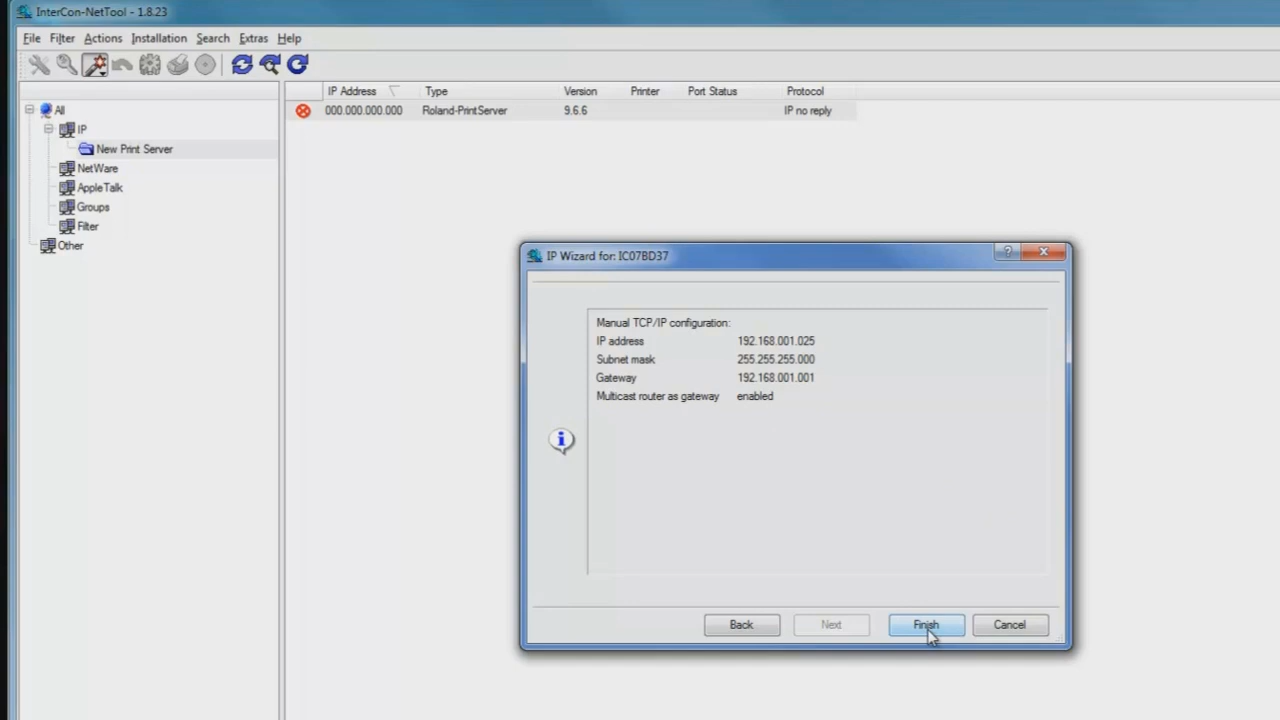 InterCon-NetTool - 1.8.23
File Filter Actions Installation Search Extras Help
IP Address Type Version Printer Port Status Protocol
000.000.000.000 Roland-PrintServer 9.6.6 IP no reply
All
IP
New Print Server
NetWare
AppleTalk
Groups
Filter
Other
IP Wizard for: IC07BD37
Manual TCP/IP configuration:
IP address 192.168.001.025
Subnet mask 255.255.255.000
Gateway 192.168.001.001
Multicast router as gateway enabled
Back Next Finish Cancel